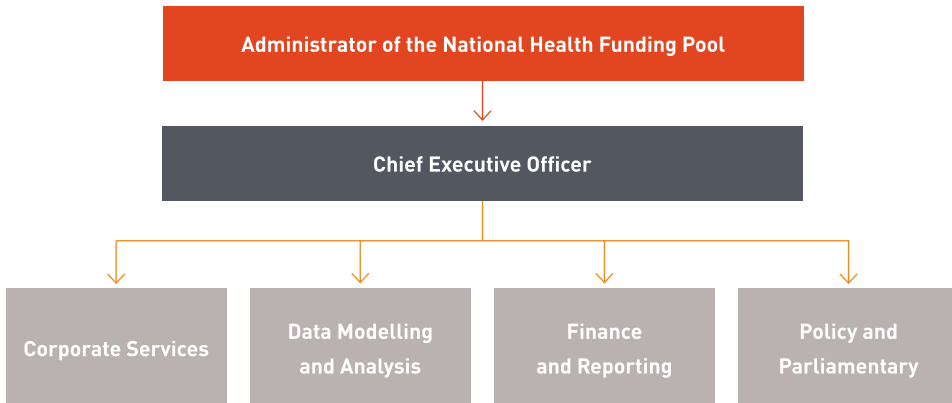 Administrator of the National Health Funding Pool
Chief Executive Officer
Corporate Services
Data Modelling
and Analysis
Finance
and Reporting
Policy and
Parliamentary